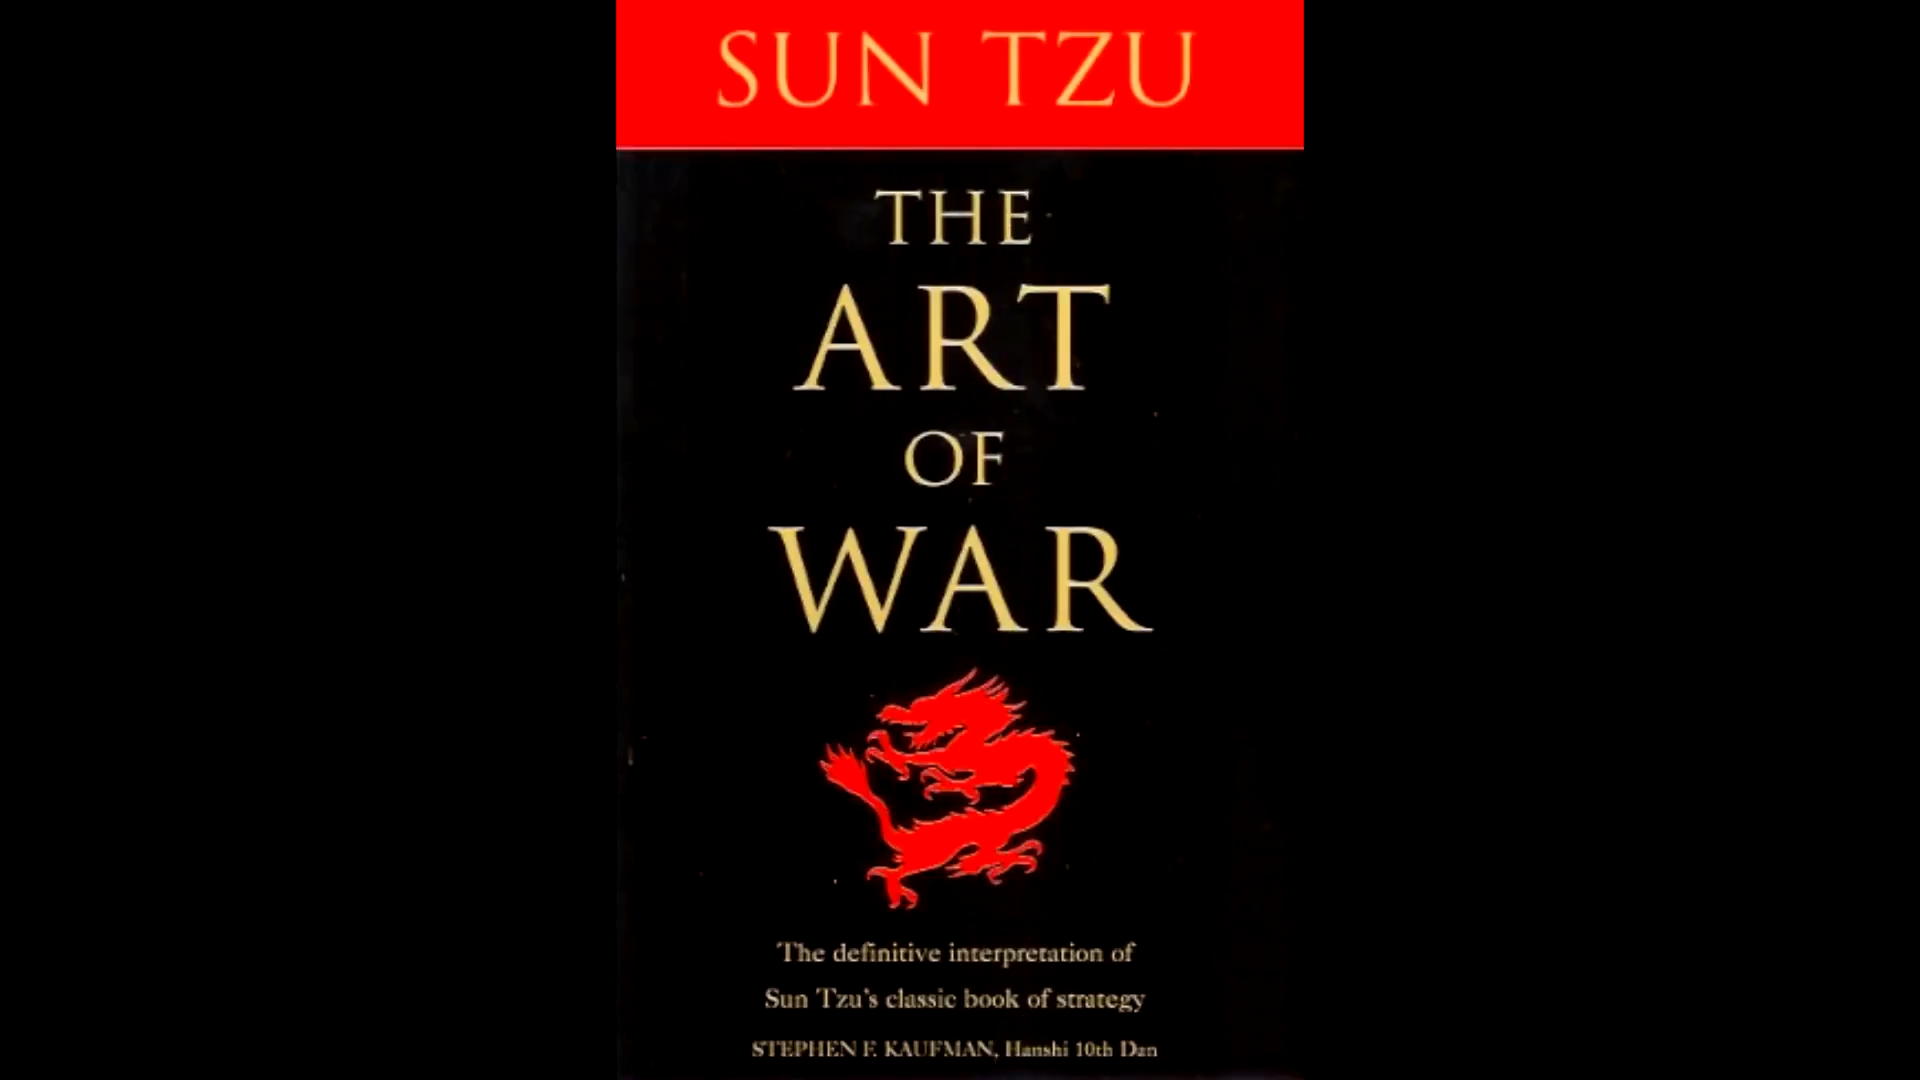 SUN TZU
THE
ART
OF
WAR
The definitive interpretation of
Sun Tzu's classic book of strategy
STEPHEN F. KAUFMAN, Hanshi 10th Dan